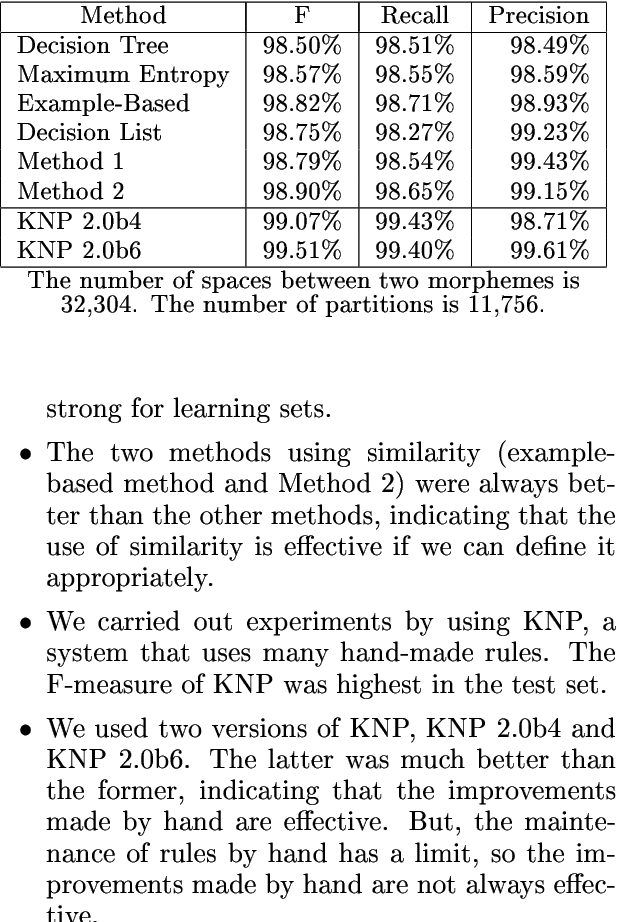 Method F Recall Precision
Decision Tree 98.50% 98.51% 98.49%
Maximum Entropy 98.57% 98.55% 98.59%
Example-Based 98.82% 98.71% 98.93%
Decision List 98.75% 98.27% 99.23%
Method 1 98.79% 98.54% 99.43%
Method 2 98.90% 98.65% 99.15%
KNP 2.0b4 99.07% 99.43% 98.71%
KNP 2.0b6 99.51% 99.40% 99.61%
The number of spaces between two morphemes is
32,304. The number of partitions is 11,756.
strong for learning sets.
• The two methods using similarity (example-
based method and Method 2) were always bet-
ter than the other methods, indicating that the
use of similarity is effective if we can define it
appropriately.
• We carried out experiments by using KNP, a
system that uses many hand-made rules. The
F-measure of KNP was highest in the test set.
• We used two versions of KNP, KNP 2.0b4 and
KNP 2.0b6. The latter was much better than
the former, indicating that the improvements
made by hand are effective. But, the mainte-
nance of rules by hand has a limit, so the im-
provements made by hand are not always effec-
tive.